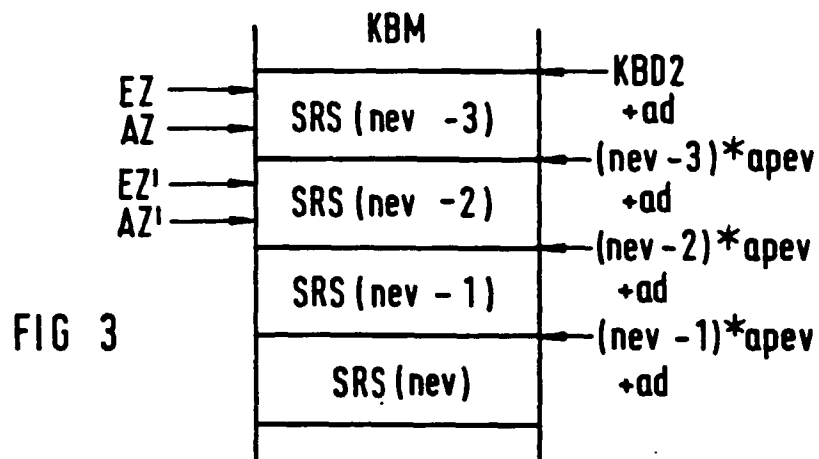 KBM
KBD2
+ad
EZ
AZ
SRS (nev -3)
(nev -3)*apev
+ad
EZ'
AZ'
SRS (nev -2)
(nev -2)*apev
+ad
SRS (nev - 1)
(nev -1)*apev
+ad
SRS (nev)
FIG 3